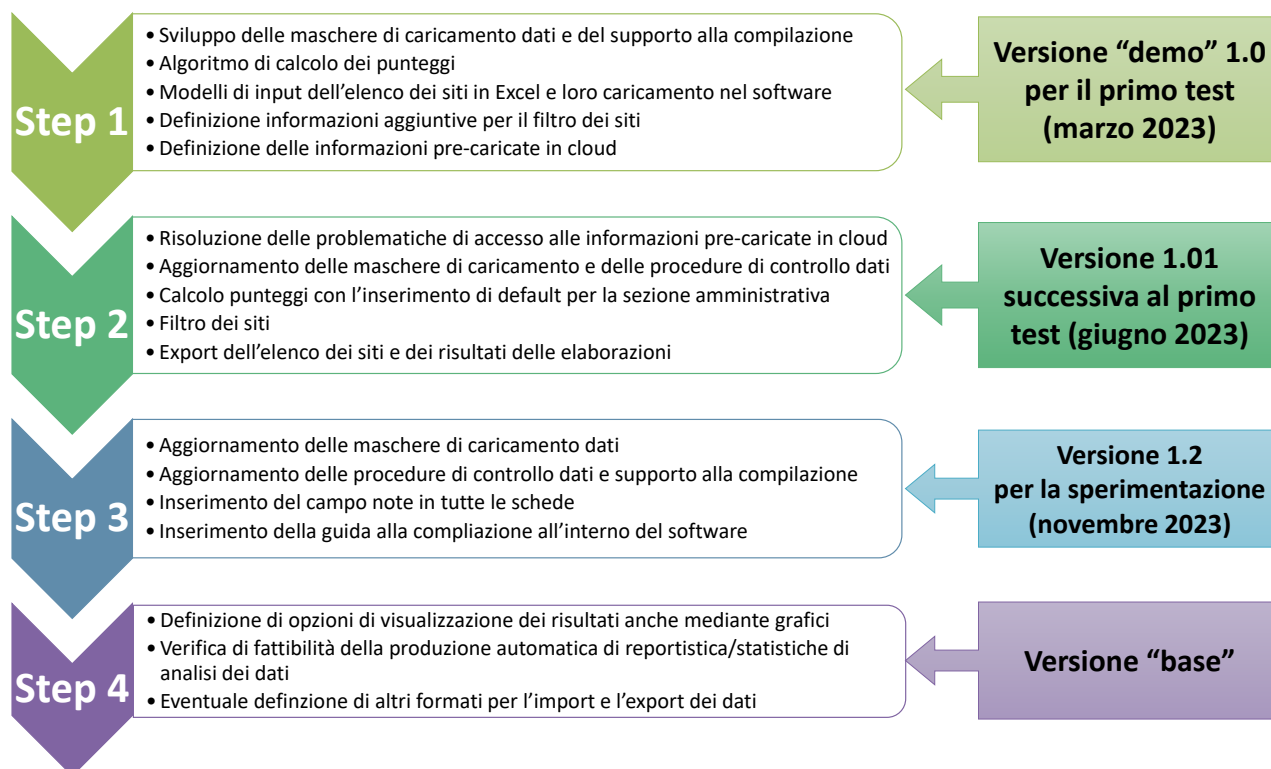 Step 1
• Sviluppo delle maschere di caricamento dati e del supporto alla compilazione
• Algoritmo di calcolo dei punteggi
• Modelli di input dell'elenco dei siti in Excel e loro caricamento nel software
• Definizione informazioni aggiuntive per il filtro dei siti
• Definizione delle informazioni pre-caricate in cloud
Versione "demo" 1.0
per il primo test
(marzo 2023)
Step 2
• Risoluzione delle problematiche di accesso alle informazioni pre-caricate in cloud
• Aggiornamento delle maschere di caricamento e delle procedure di controllo dati
• Calcolo punteggi con l'inserimento di default per la sezione amministrativa
• Filtro dei siti
• Export dell'elenco dei siti e dei risultati delle elaborazioni
Versione 1.01
successiva al primo
test (giugno 2023)
Step 3
• Aggiornamento delle maschere di caricamento dati
• Aggiornamento delle procedure di controllo dati e supporto alla compilazione
• Inserimento del campo note in tutte le schede
• Inserimento della guida alla compliazione all'interno del software
Versione 1.2
per la sperimentazione
(novembre 2023)
Step 4
• Definizione di opzioni di visualizzazione dei risultati anche mediante grafici
• Verifica di fattibilità della produzione automatica di reportistica/statistiche di
analisi dei dati
• Eventuale definzione di altri formati per l'import e l'export dei dati
Versione "base"